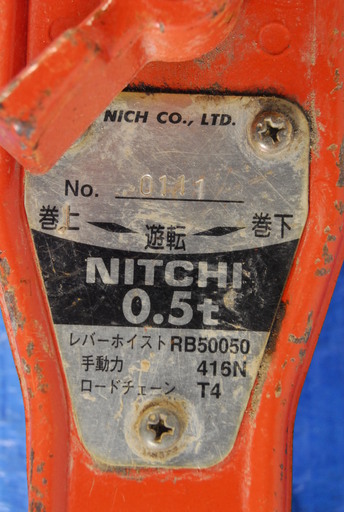 NICH CO., LTD.
No. 0141
巻上 遊転 巻下
NITCHI
0.5t
レバーホイスト RB50050
手動力 416N
ロードチェーン T4